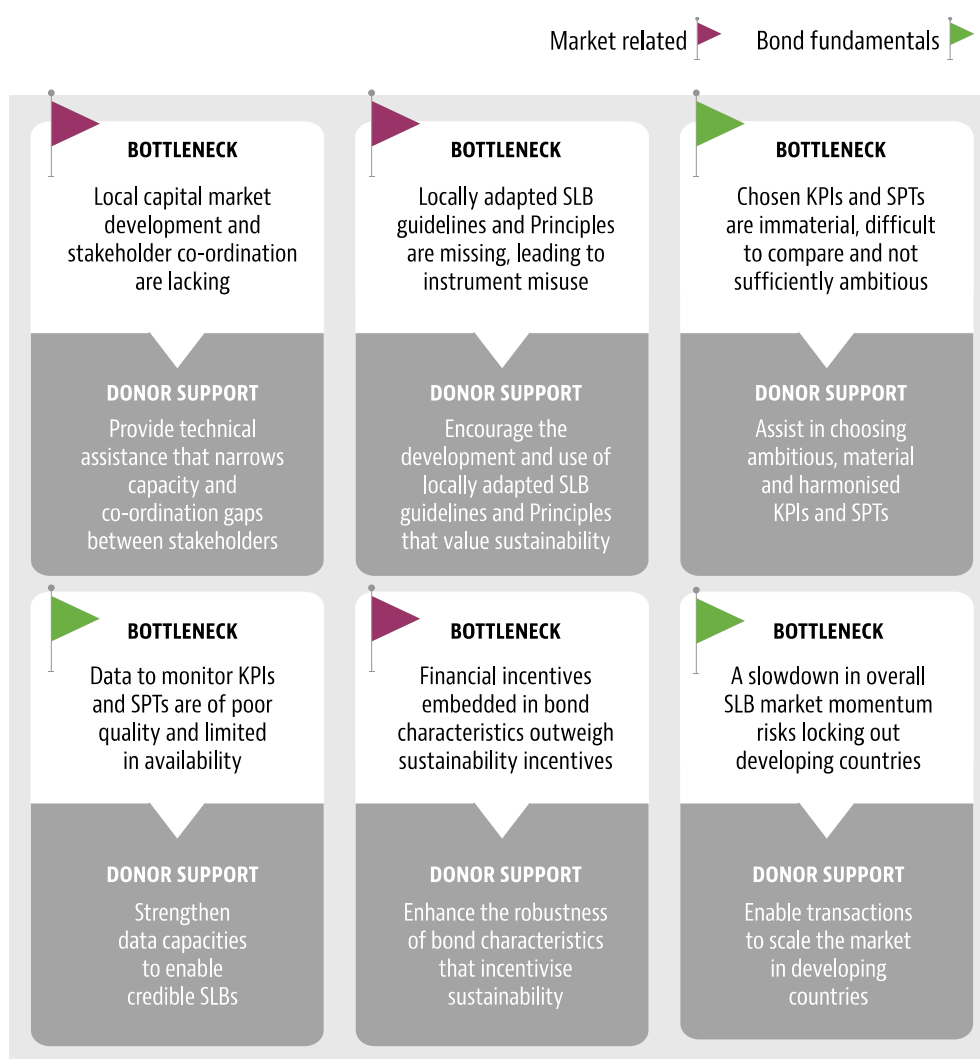 Market related
Bond fundamentals
BOTTLENECK
Local capital market
development and
stakeholder co-ordination
are lacking
DONOR SUPPORT
Provide technical
assistance that narrows
capacity and
co-ordination gaps
between stakeholders
BOTTLENECK
Locally adapted SLB
guidelines and Principles
are missing, leading to
instrument misuse
DONOR SUPPORT
Encourage the
development and use of
locally adapted SLB
guidelines and Principles
that value sustainability
BOTTLENECK
Chosen KPIs and SPTs
are immaterial, difficult
to compare and not
sufficiently ambitious
DONOR SUPPORT
Assist in choosing
ambitious, material
and harmonised
KPIs and SPTs
BOTTLENECK
Data to monitor KPIs
and SPTs are of poor
quality and limited
in availability
DONOR SUPPORT
Strengthen
data capacities
to enable
credible SLBs
BOTTLENECK
Financial incentives
embedded in bond
characteristics outweigh
sustainability incentives
DONOR SUPPORT
Enhance the robustness
of bond characteristics
that incentivise
sustainability
BOTTLENECK
A slowdown in overall
SLB market momentum
risks locking out
developing countries
DONOR SUPPORT
Enable transactions
to scale the market
in developing
countries